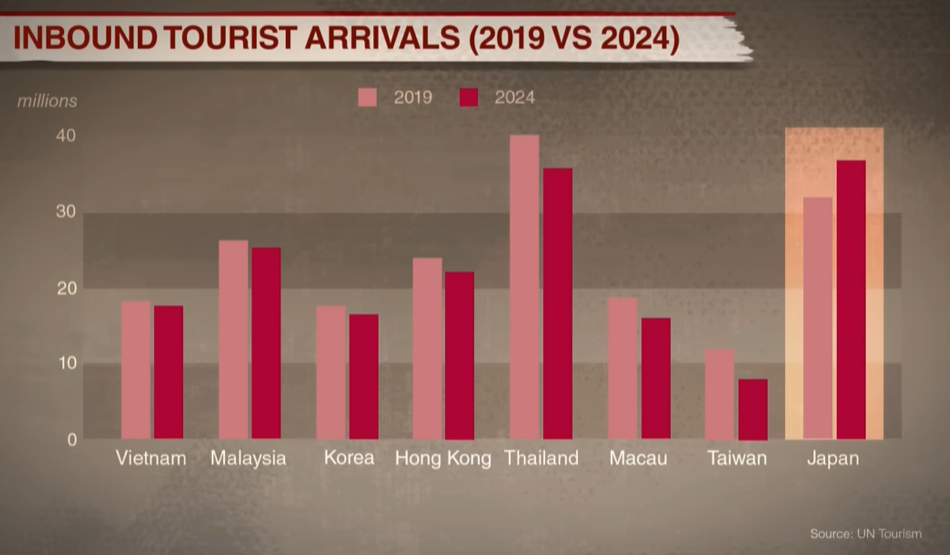 INBOUND TOURIST ARRIVALS (2019 VS 2024)
millions
2019 2024
40
30
20
10
0
Vietnam Malaysia Korea Hong Kong Thailand Macau Taiwan Japan
Source: UN Tourism